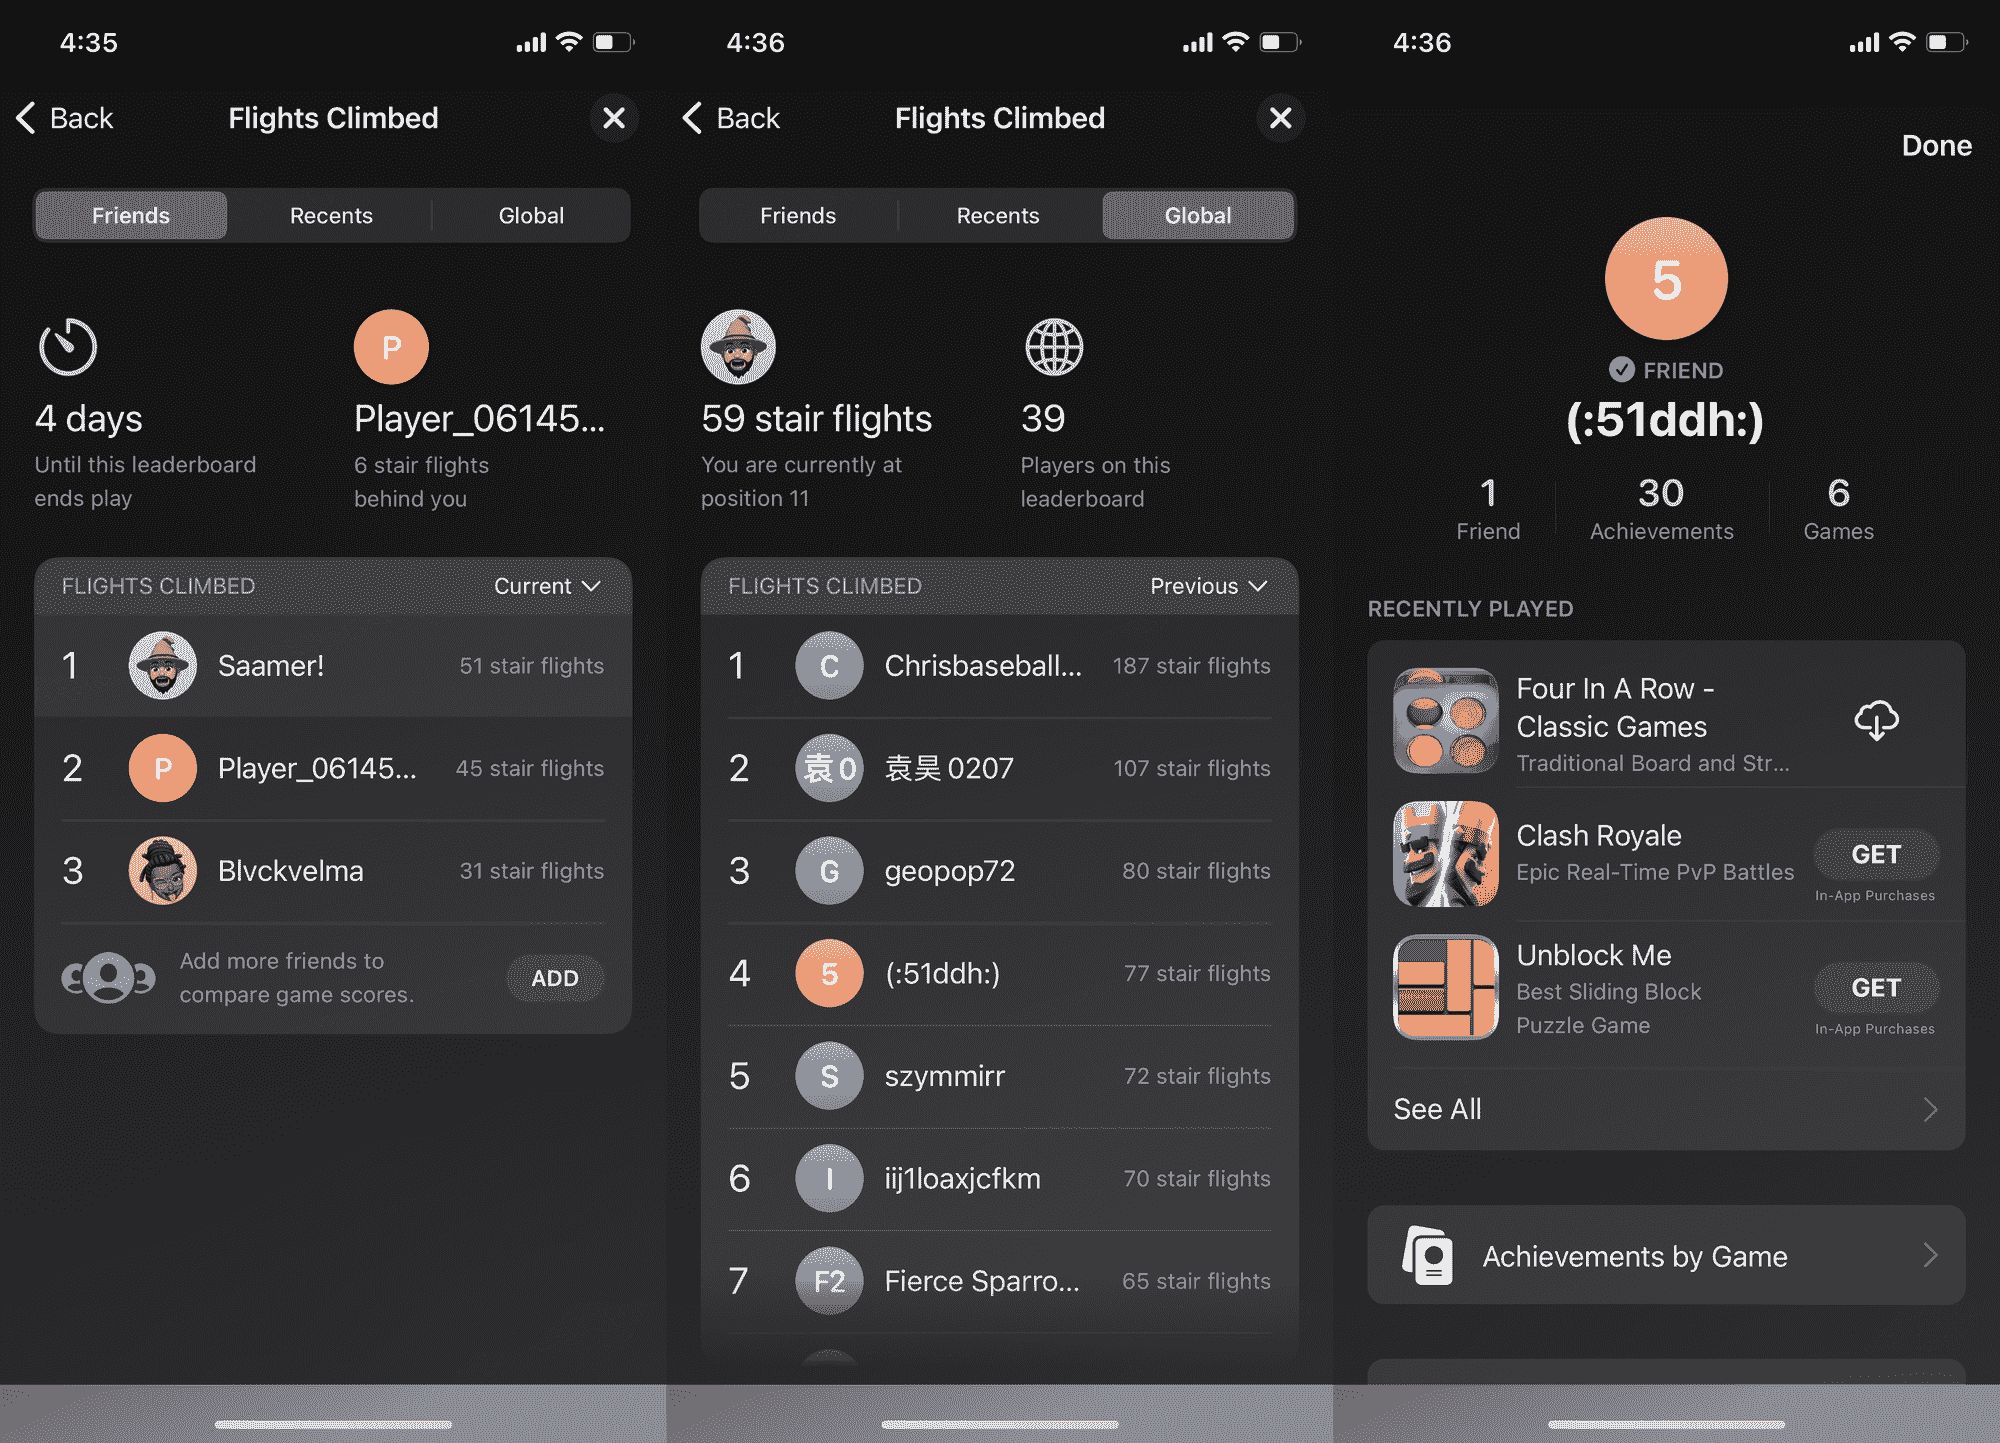 4:35
Back
Flights Climbed
Friends
Recents
Global
4 days
Until this leaderboard
ends play
P
Player_06145...
6 stair flights
behind you
FLIGHTS CLIMBED
Current
1
Saamer!
51 stair flights
2
P
Player_06145...
45 stair flights
3
Blvckvelma
31 stair flights
Add more friends to
compare game scores.
ADD
4:36
Back
Flights Climbed
Friends
Recents
Global
59 stair flights
You are currently at
position 11
39
Players on this
leaderboard
FLIGHTS CLIMBED
Previous
1
C
Chrisbaseball...
187 stair flights
2
袁0
袁昊 0207
107 stair flights
3
G
geopop72
80 stair flights
4
5
(:51ddh:)
77 stair flights
5
S
szymmirr
72 stair flights
6
I
iij1loaxjcfkm
70 stair flights
7
F2
Fierce Sparro...
65 stair flights
4:36
Done
5
FRIEND
(:51ddh:)
1
Friend
30
Achievements
6
Games
RECENTLY PLAYED
Four In A Row -
Classic Games
Traditional Board and Str...
Clash Royale
Epic Real-Time PvP Battles
GET
In-App Purchases
Unblock Me
Best Sliding Block
Puzzle Game
GET
In-App Purchases
See All
Achievements by Game